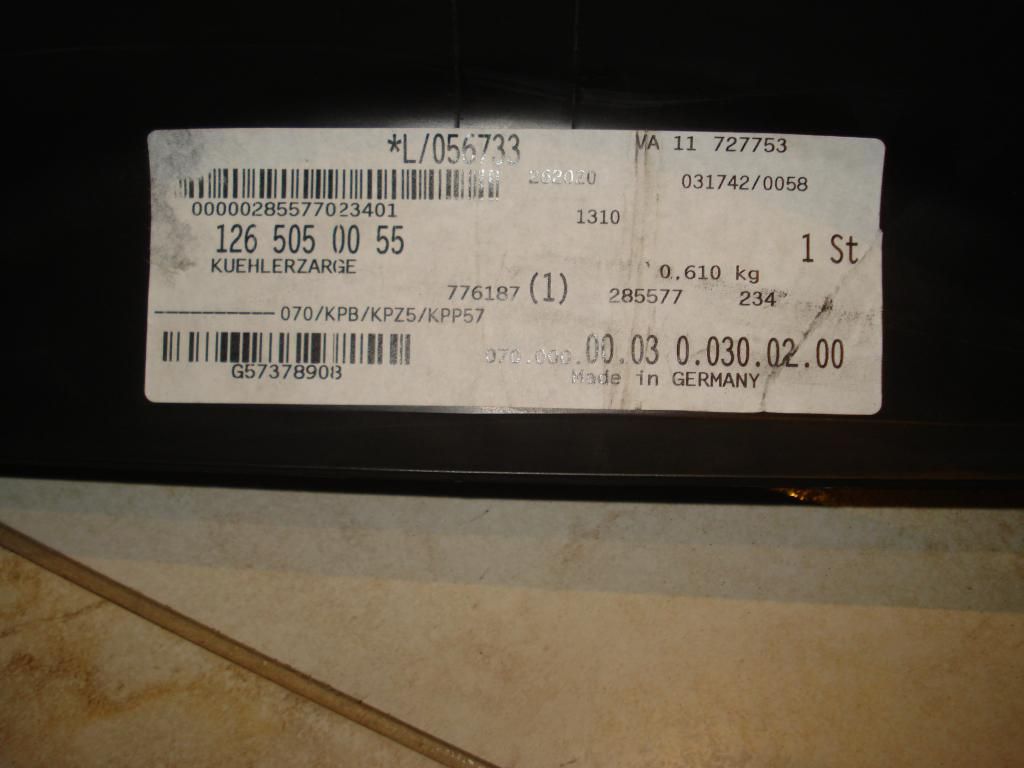 *L/056733
VA 11 727753
262020
031742/0058
00000285577023401
1310
126 505 00 55
1 St
KUEHLERZARGE
0,610 kg
776187 (1) 285577 234
070/KPB/KPZ5/KPP57
070.000.00.03 0.030.02.00
G57378908
Made in GERMANY